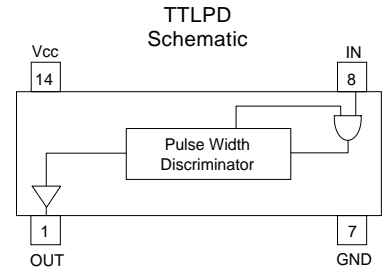 TTLPD
Schematic
Vcc
IN
14
8
Pulse Width
Discriminator
1
7
OUT
GND